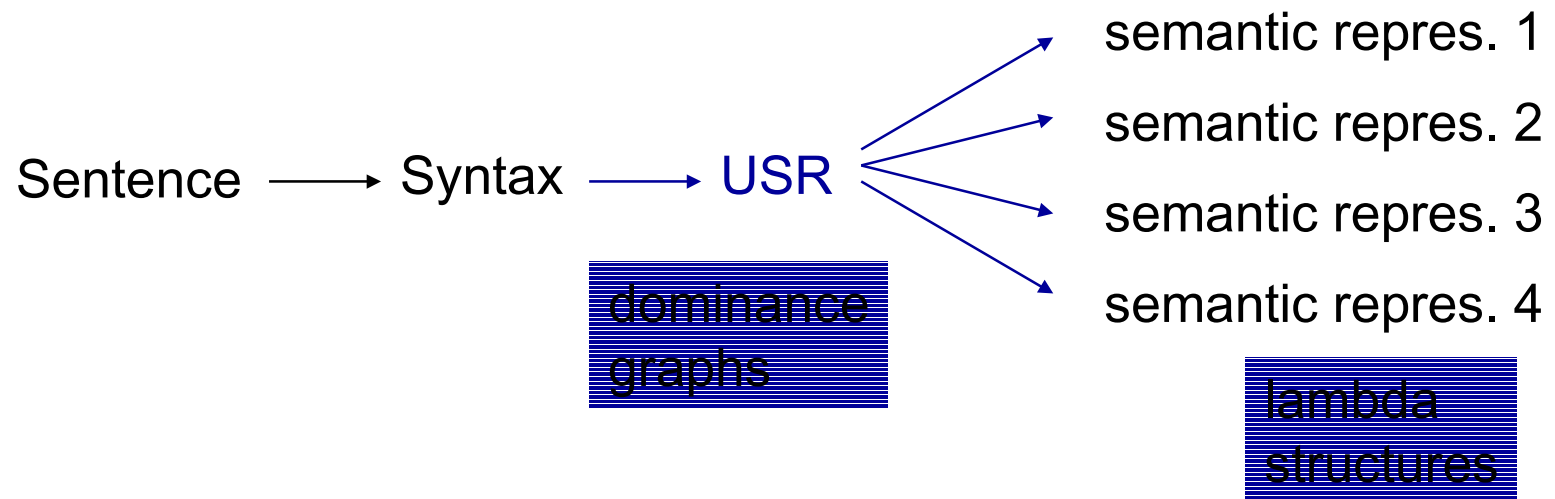 semantic repres. 1
semantic repres. 2
Sentence Syntax USR
semantic repres. 3
semantic repres. 4
dominance
graphs
lambda
structures